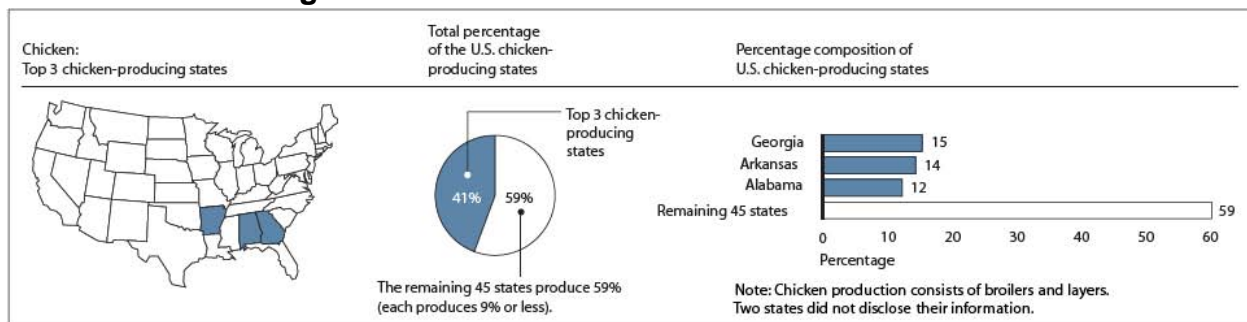 Chicken:
Top 3 chicken-producing states
Total percentage
of the U.S. chicken-
producing states
Percentage composition of
U.S. chicken-producing states
Top 3 chicken-
producing
states
41%
59%
The remaining 45 states produce 59%
(each produces 9% or less).
Georgia 15
Arkansas 14
Alabama 12
Remaining 45 states 59
0 10 20 30 40 50 60
Percentage
Note: Chicken production consists of broilers and layers.
Two states did not disclose their information.